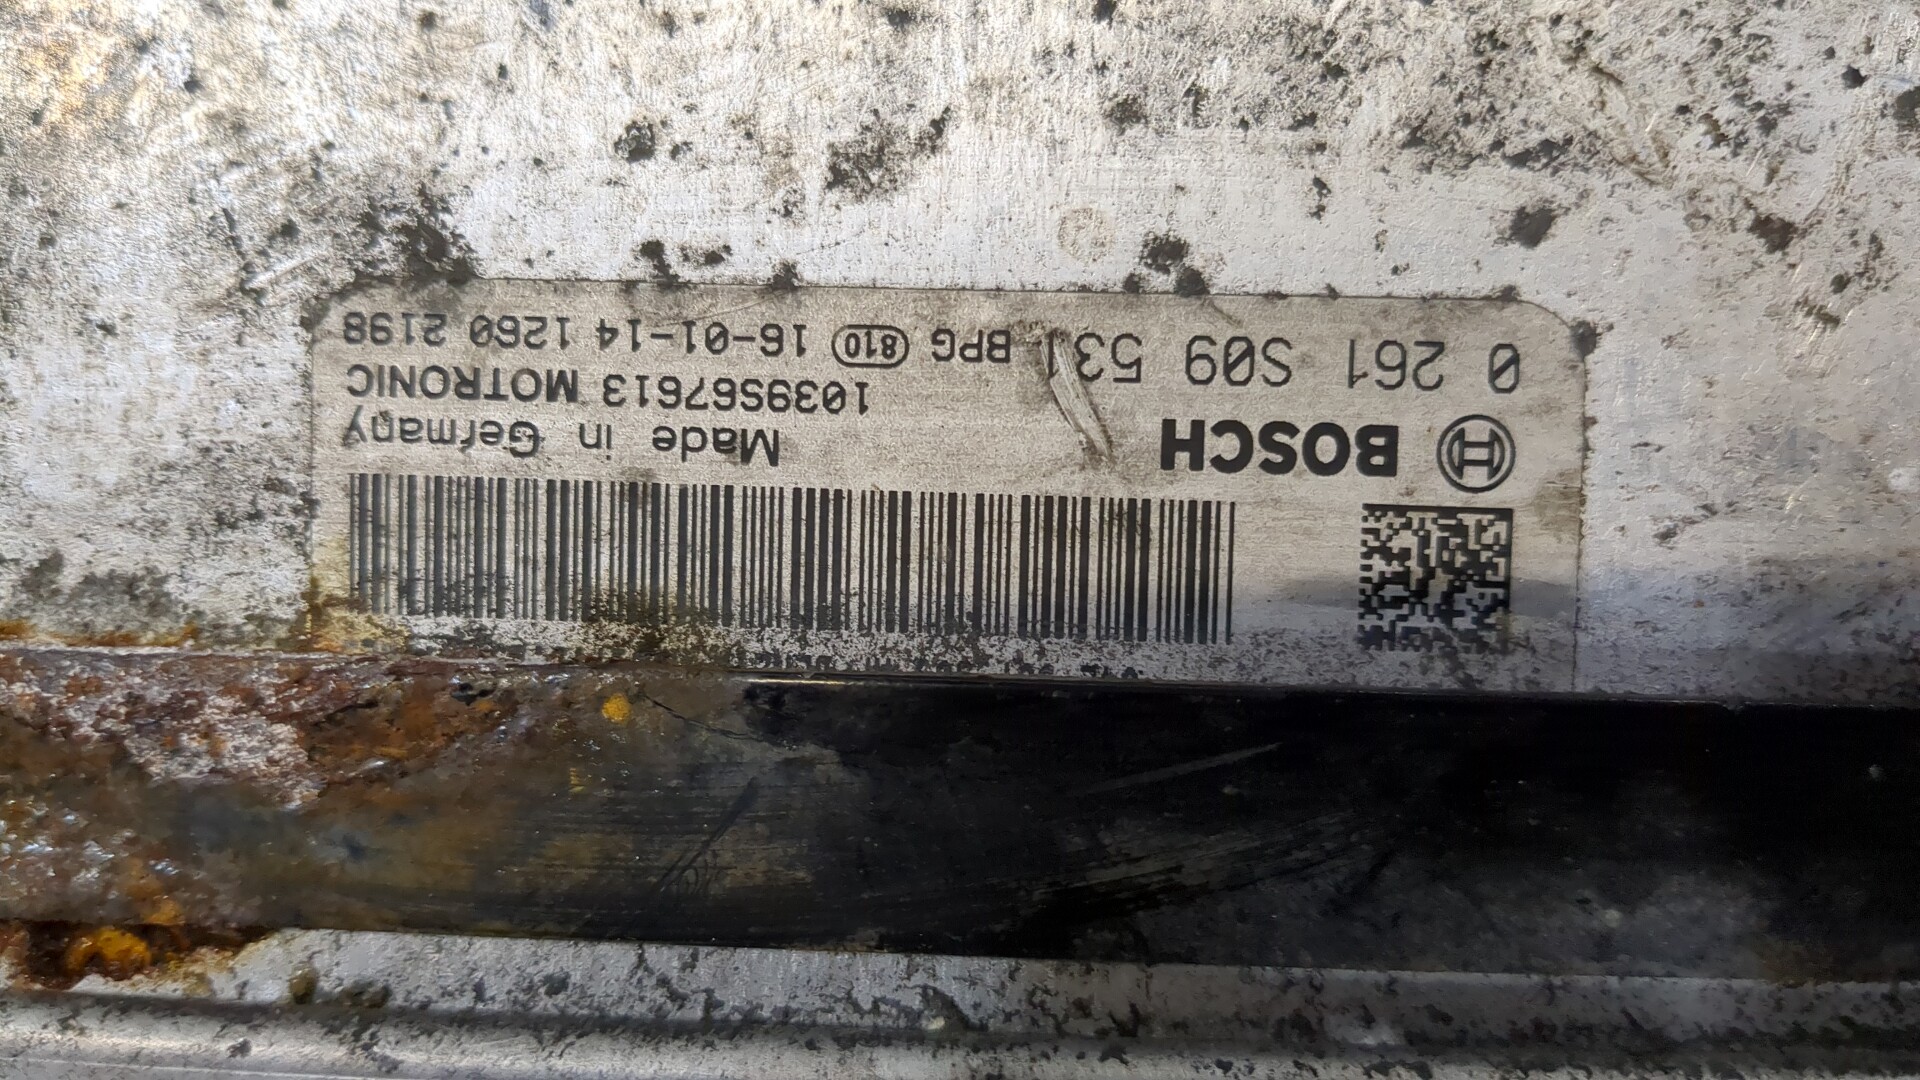 BOSCH
Made in Germany
1039S67613 MOTRONIC
0 261 S09 531 BPG 810 16-01-14 1260 2198